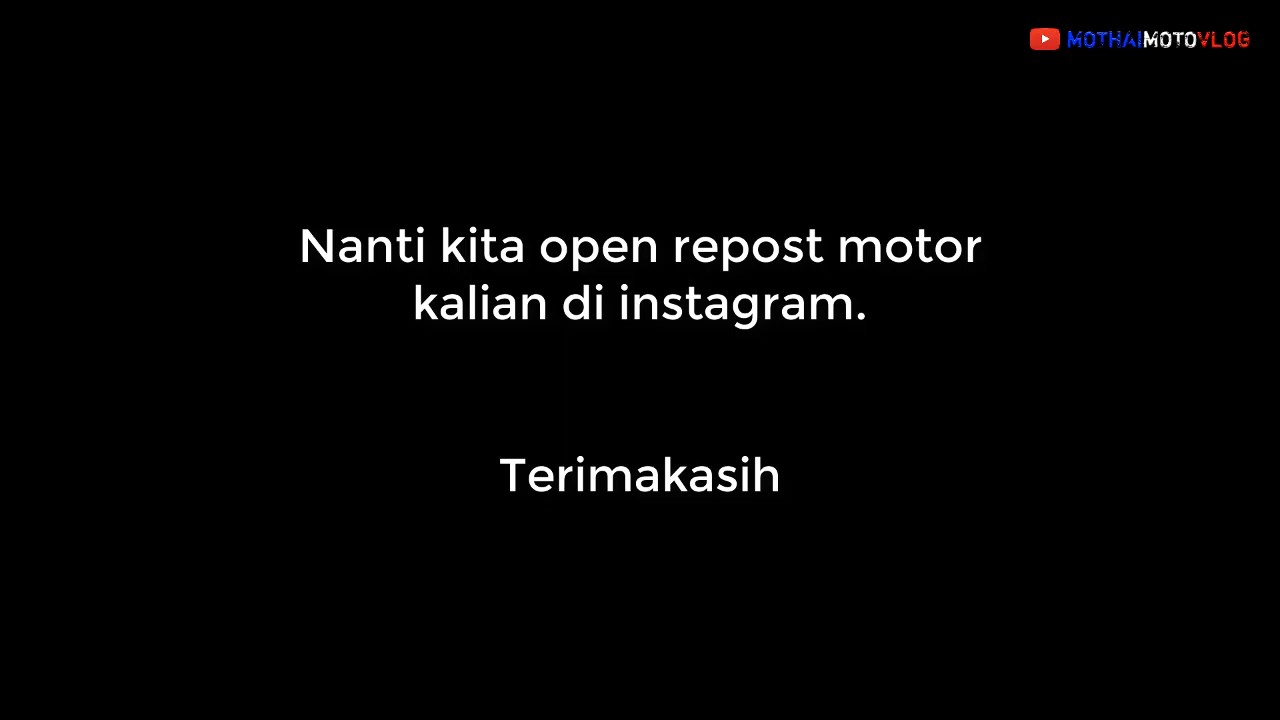 MOTHAIMOTOVLOG
Nanti kita open repost motor
kalian di instagram.
Terimakasih